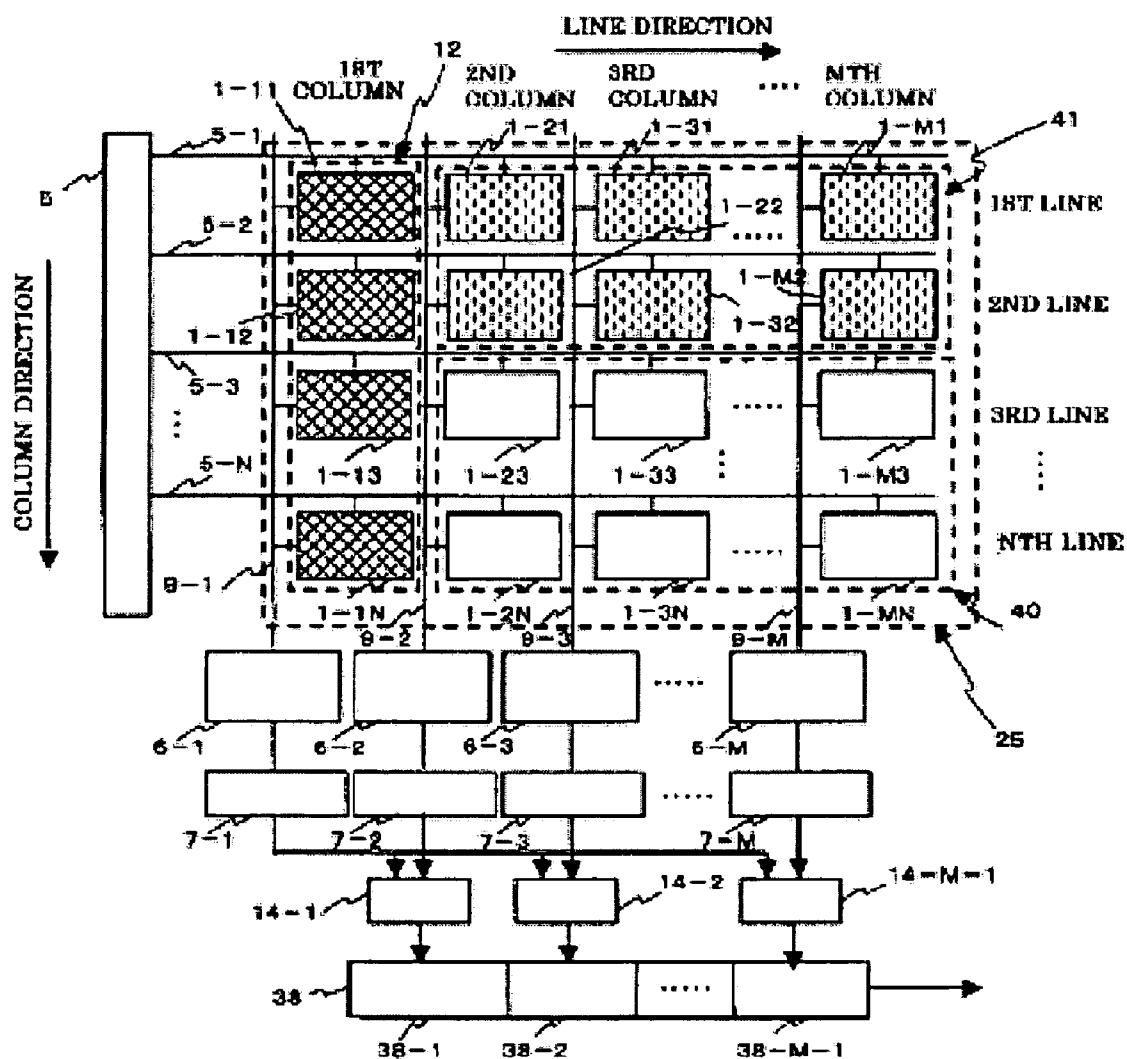 LINE DIRECTION
12
1ST COLUMN
2ND COLUMN
3RD COLUMN
.....
NTH COLUMN
1-11
1-21
1-31
1-M1
41
5-1
5
5-2
1-22
1ST LINE
1-M2
1-12
1-32
2ND LINE
COLUMN DIRECTION
5-3
3RD LINE
1-13
1-23
1-33
1-M3
5-N
NTH LINE
9-1
1-1N
1-2N
1-3N
1-MN
40
9-2
9-3
9-M
6-1
6-2
6-3
6-M
25
7-1
7-2
7-3
7-M
14-1
14-2
14-M-1
38
38-1
38-2
38-M-1